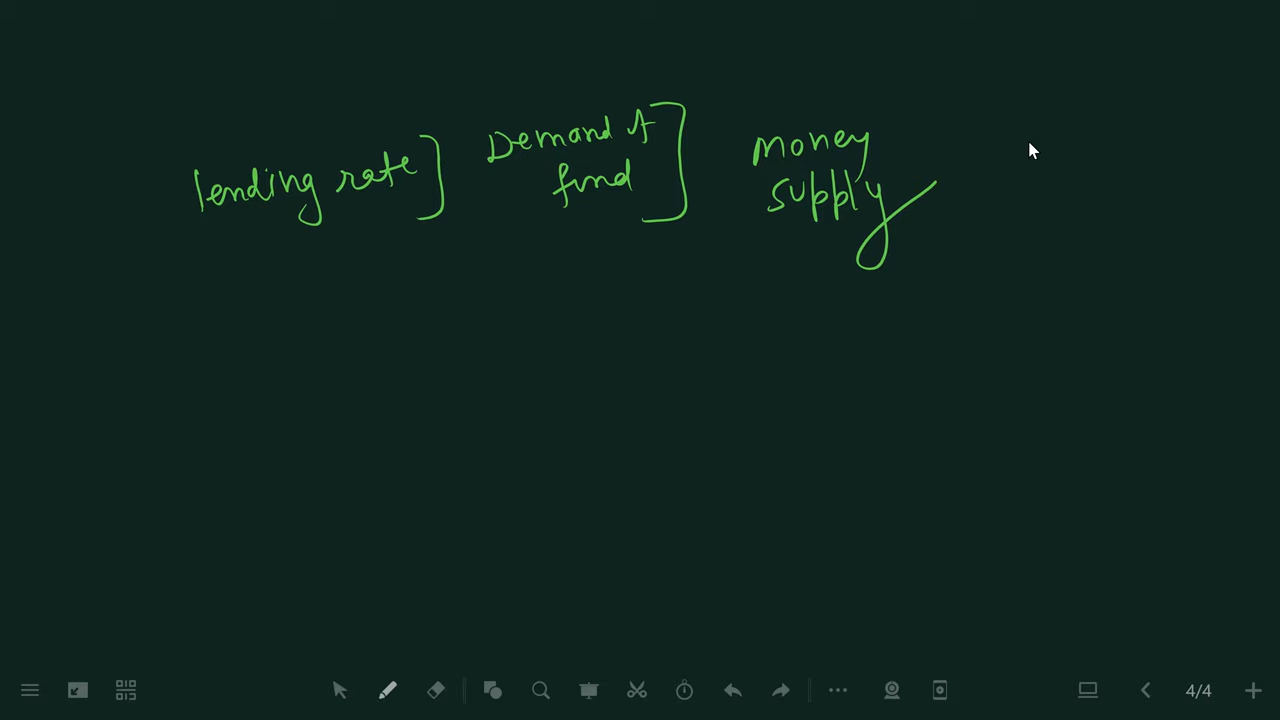 lending rate
Demand of
fund
money
supply
4/4